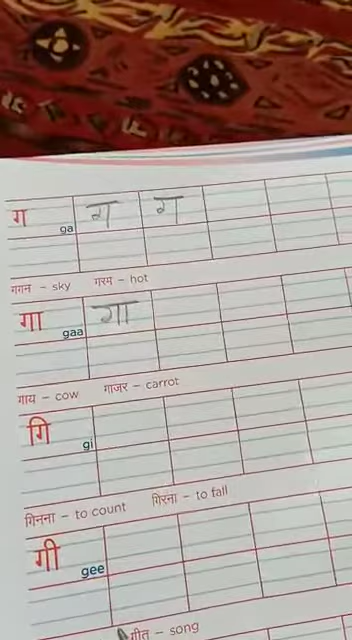 ग ga ग ग
गगन - sky गरम - hot
गा gaa गा
गाय - cow गाजर - carrot
गि gi
गिनना - to count गिरना - to fall
गी gee
गीत - song